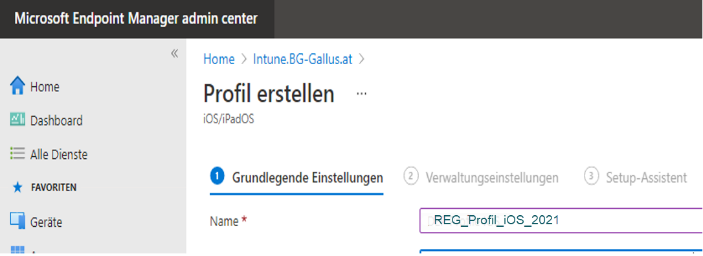 Microsoft Endpoint Manager admin center
«
Home > Intune.BG-Gallus.at >
Home
Profil erstellen ...
iOS/iPadOS
Dashboard
Alle Dienste
FAVORITEN
1 Grundlegende Einstellungen 2 Verwaltungseinstellungen 3 Setup-Assistent
Geräte
Name * REG_Profil_iOS_2021